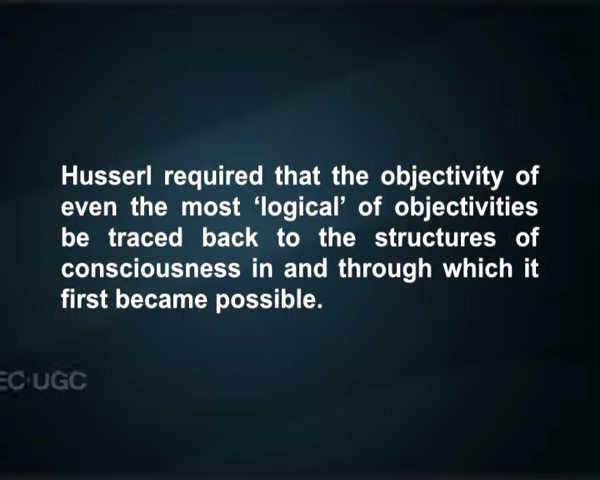 Husserl required that the objectivity of
even the most ‘logical’ of objectivities
be traced back to the structures of
consciousness in and through which it
first became possible.
EC UGC